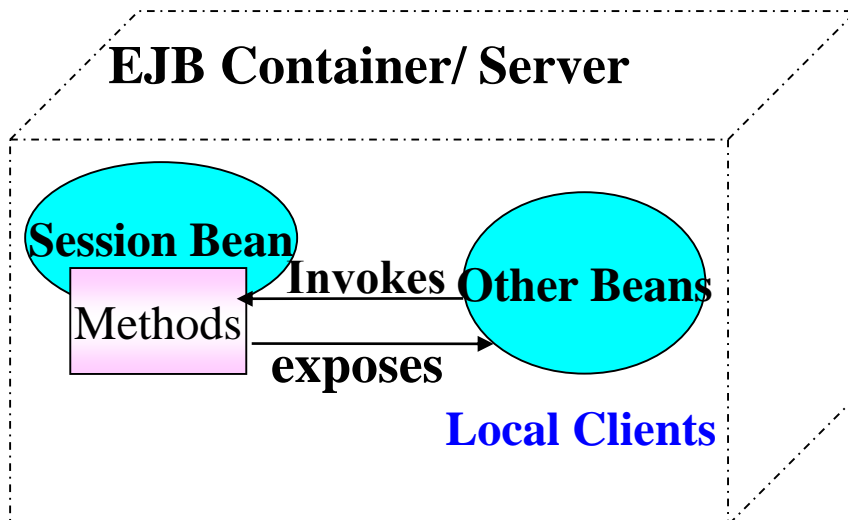 EJB Container/ Server
Session Bean
Invokes
Other Beans
Methods
exposes
Local Clients